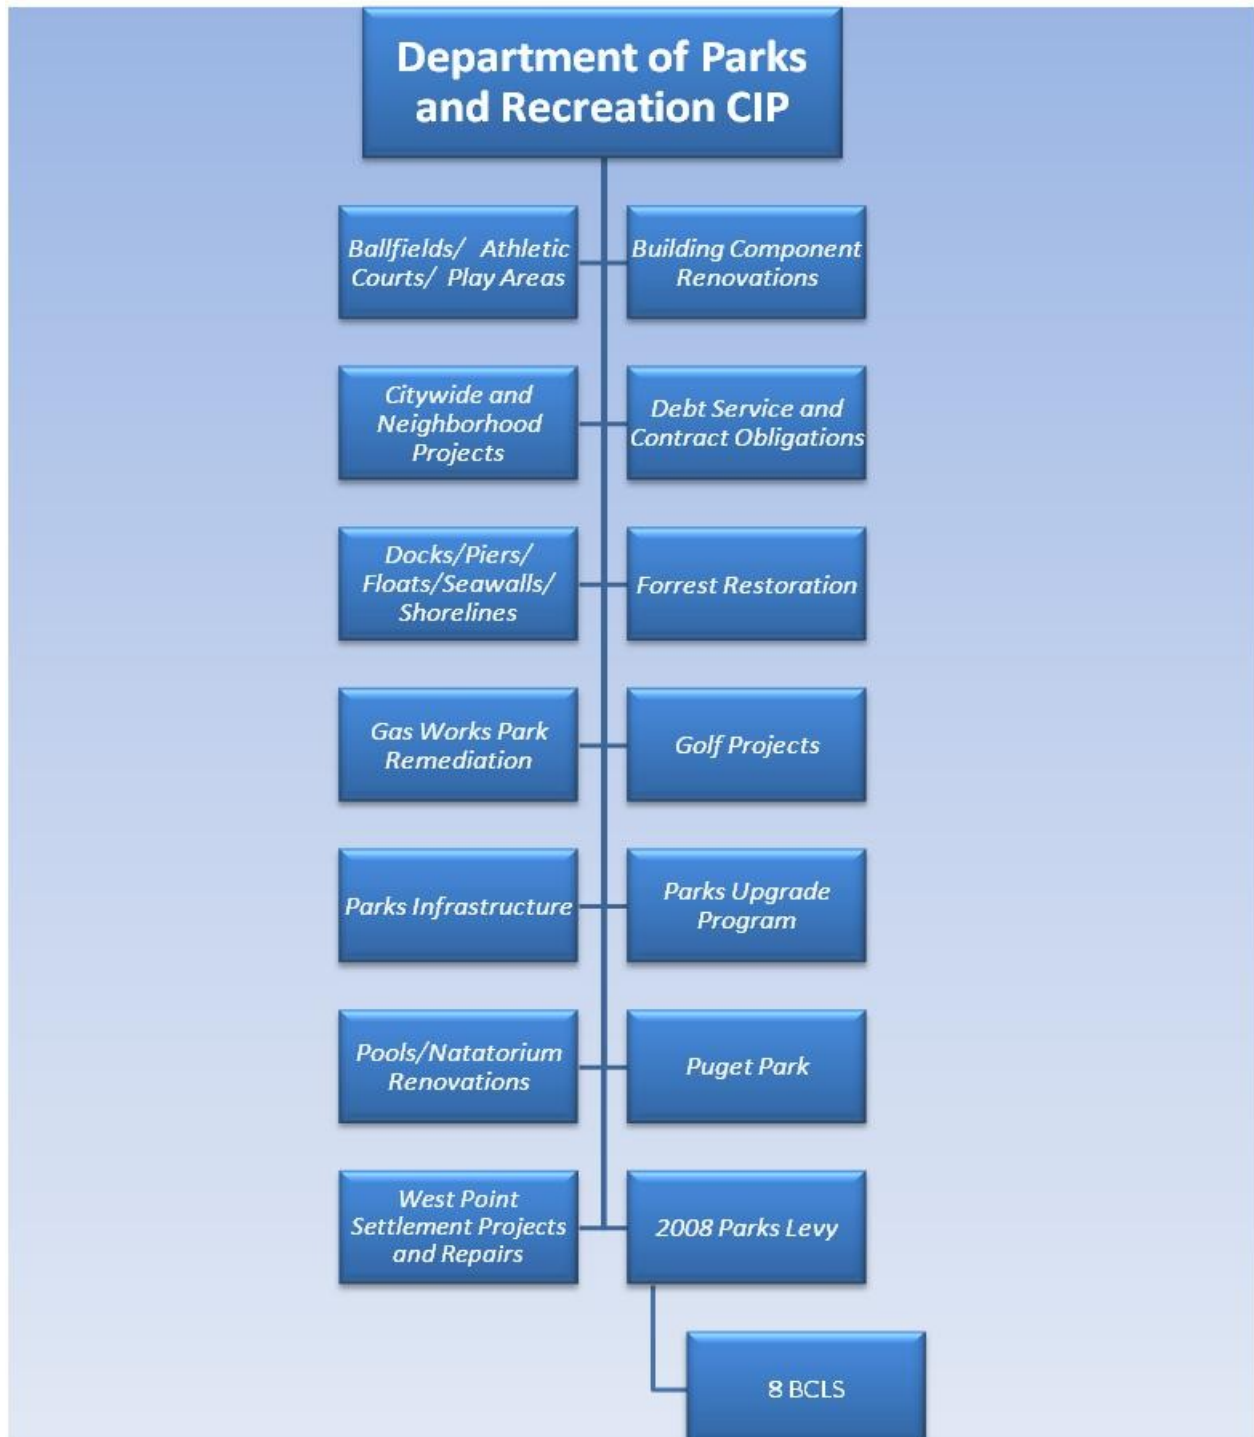 Department of Parks
and Recreation CIP
Ballfields/ Athletic
Courts/ Play Areas
Building Component
Renovations
Citywide and
Neighborhood
Projects
Debt Service and
Contract Obligations
Docks/Piers/
Floats/Seawalls/
Shorelines
Forrest Restoration
Gas Works Park
Remediation
Golf Projects
Parks Infrastructure
Parks Upgrade
Program
Pools/Natatorium
Renovations
Puget Park
West Point
Settlement Projects
and Repairs
2008 Parks Levy
8 BCLS